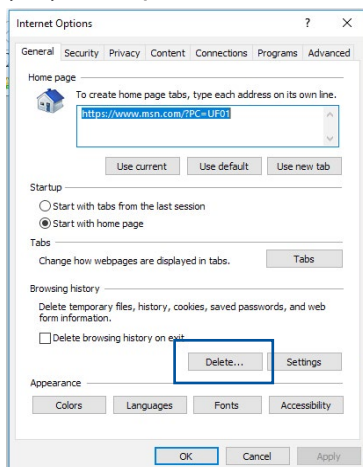 Internet Options
? X
General Security Privacy Content Connections Programs Advanced
Home page
To create home page tabs, type each address on its own line.
https://www.msn.com/?PC=UF01
Use current Use default Use new tab
Startup
Start with tabs from the last session
Start with home page
Tabs
Change how webpages are displayed in tabs. Tabs
Browsing history
Delete temporary files, history, cookies, saved passwords, and web
form information.
Delete browsing history on exit
Delete... Settings
Appearance
Colors Languages Fonts Accessibility
OK Cancel Apply